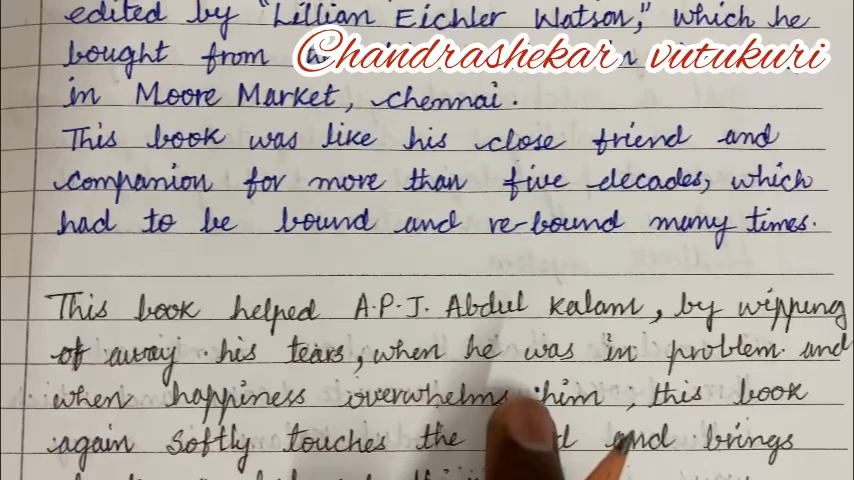 edited by "Lillian Eichler Watson," which he
bought from
Chandrashekar vutukuri
in Moore Market, chennai.
This book was like his close friend and
companion for more than five decades, which
had to be bound and re-bound many times.
This book helped A.P.J. Abdul Kalam, by wipping
of away his tears, when he was in problem and
when happiness overwhelms him, this book
again softly touches the and brings